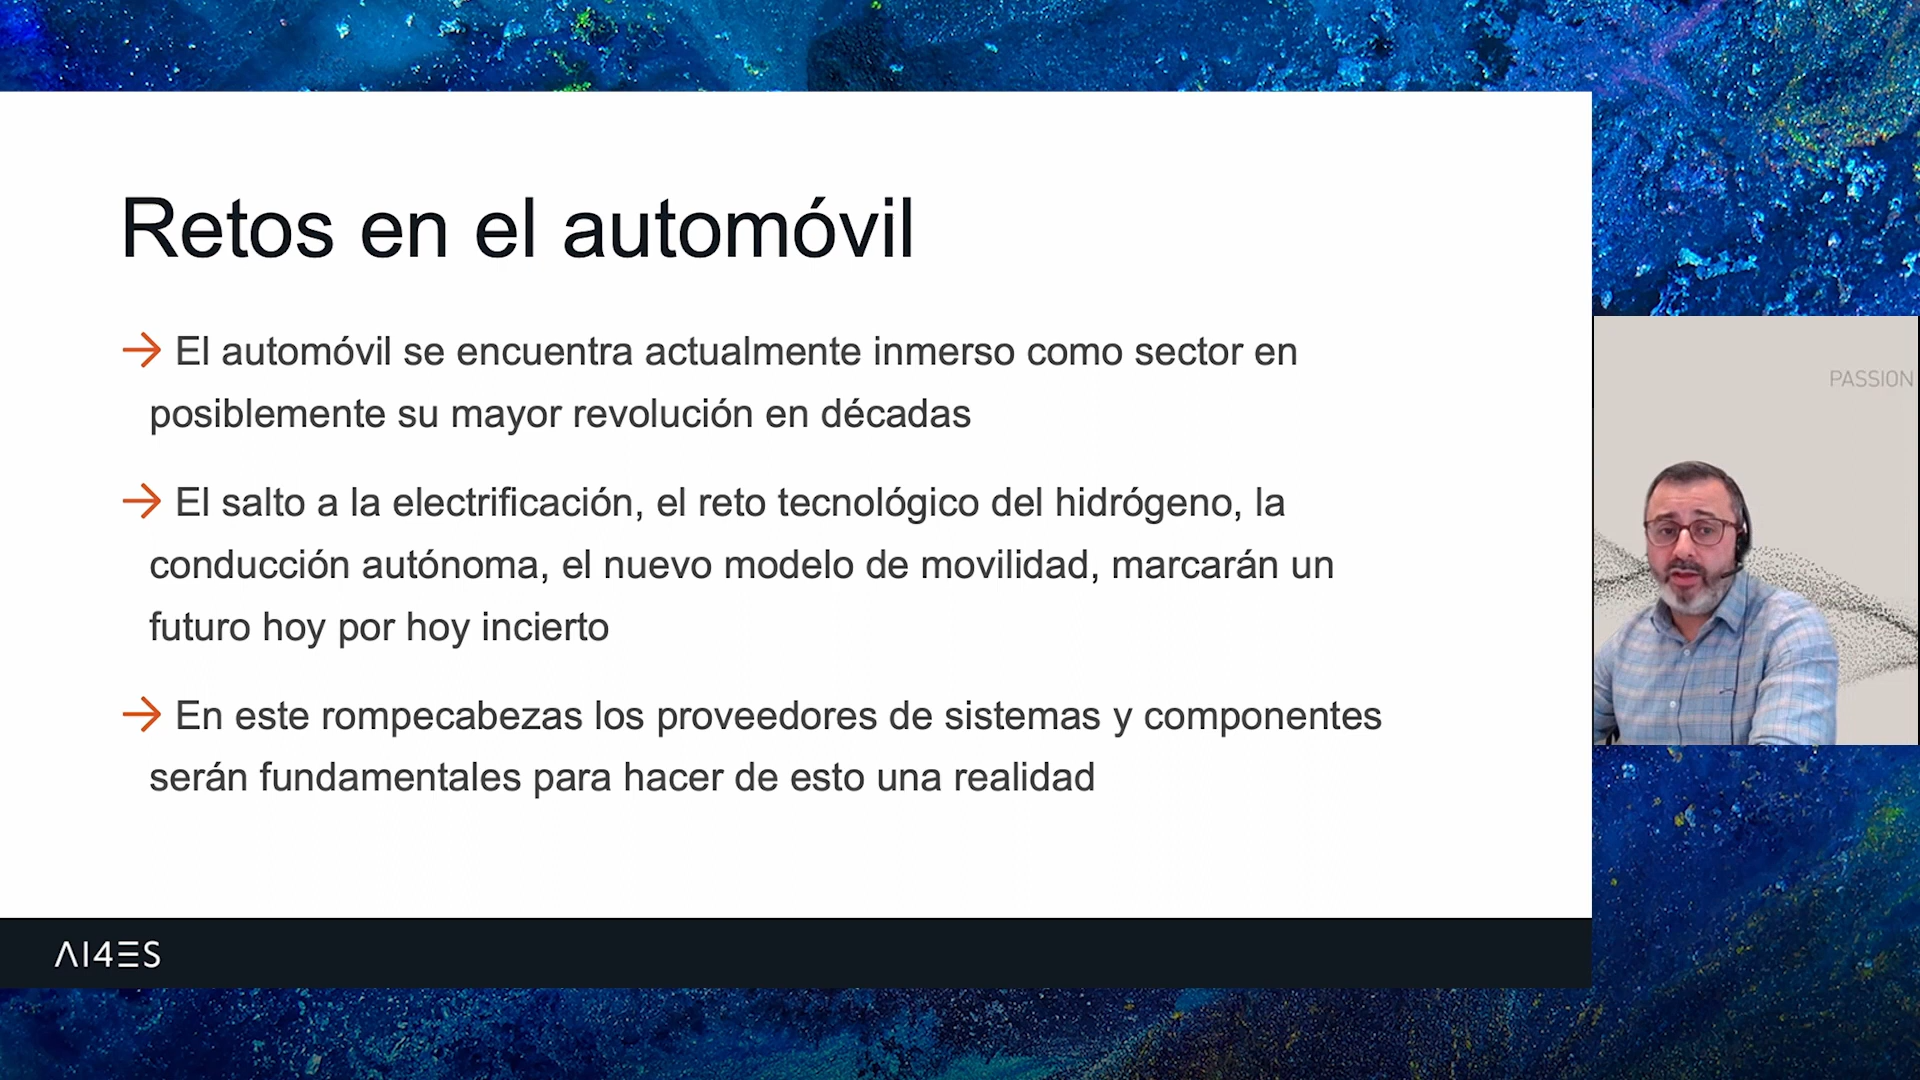 Retos en el automóvil
→ El automóvil se encuentra actualmente inmerso como sector en
posiblemente su mayor revolución en décadas
→ El salto a la electrificación, el reto tecnológico del hidrógeno, la
conducción autónoma, el nuevo modelo de movilidad, marcarán un
futuro hoy por hoy incierto
→ En este rompecabezas los proveedores de sistemas y componentes
serán fundamentales para hacer de esto una realidad
PASSION
AI4ES